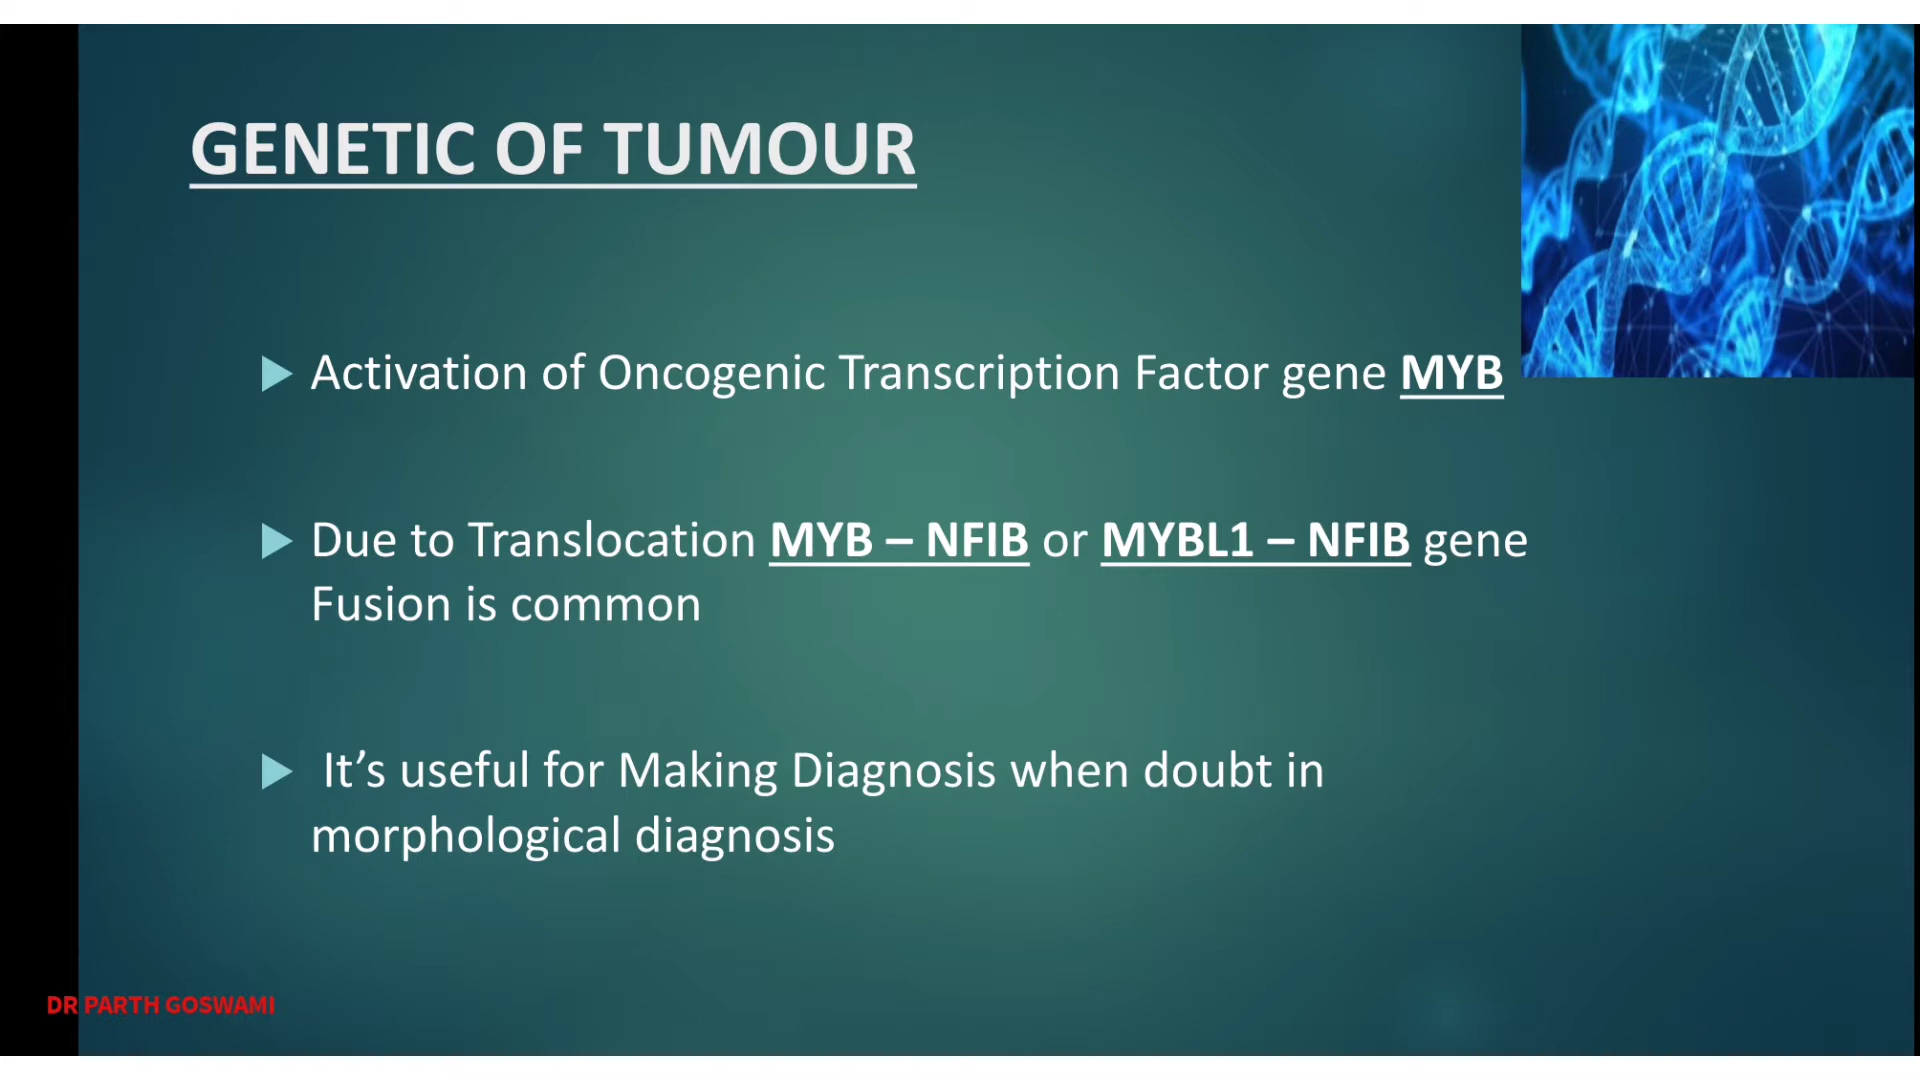 GENETIC OF TUMOUR
Activation of Oncogenic Transcription Factor gene MYB
Due to Translocation MYB – NFIB or MYBL1 – NFIB gene
Fusion is common
It’s useful for Making Diagnosis when doubt in
morphological diagnosis
DR PARTH GOSWAMI